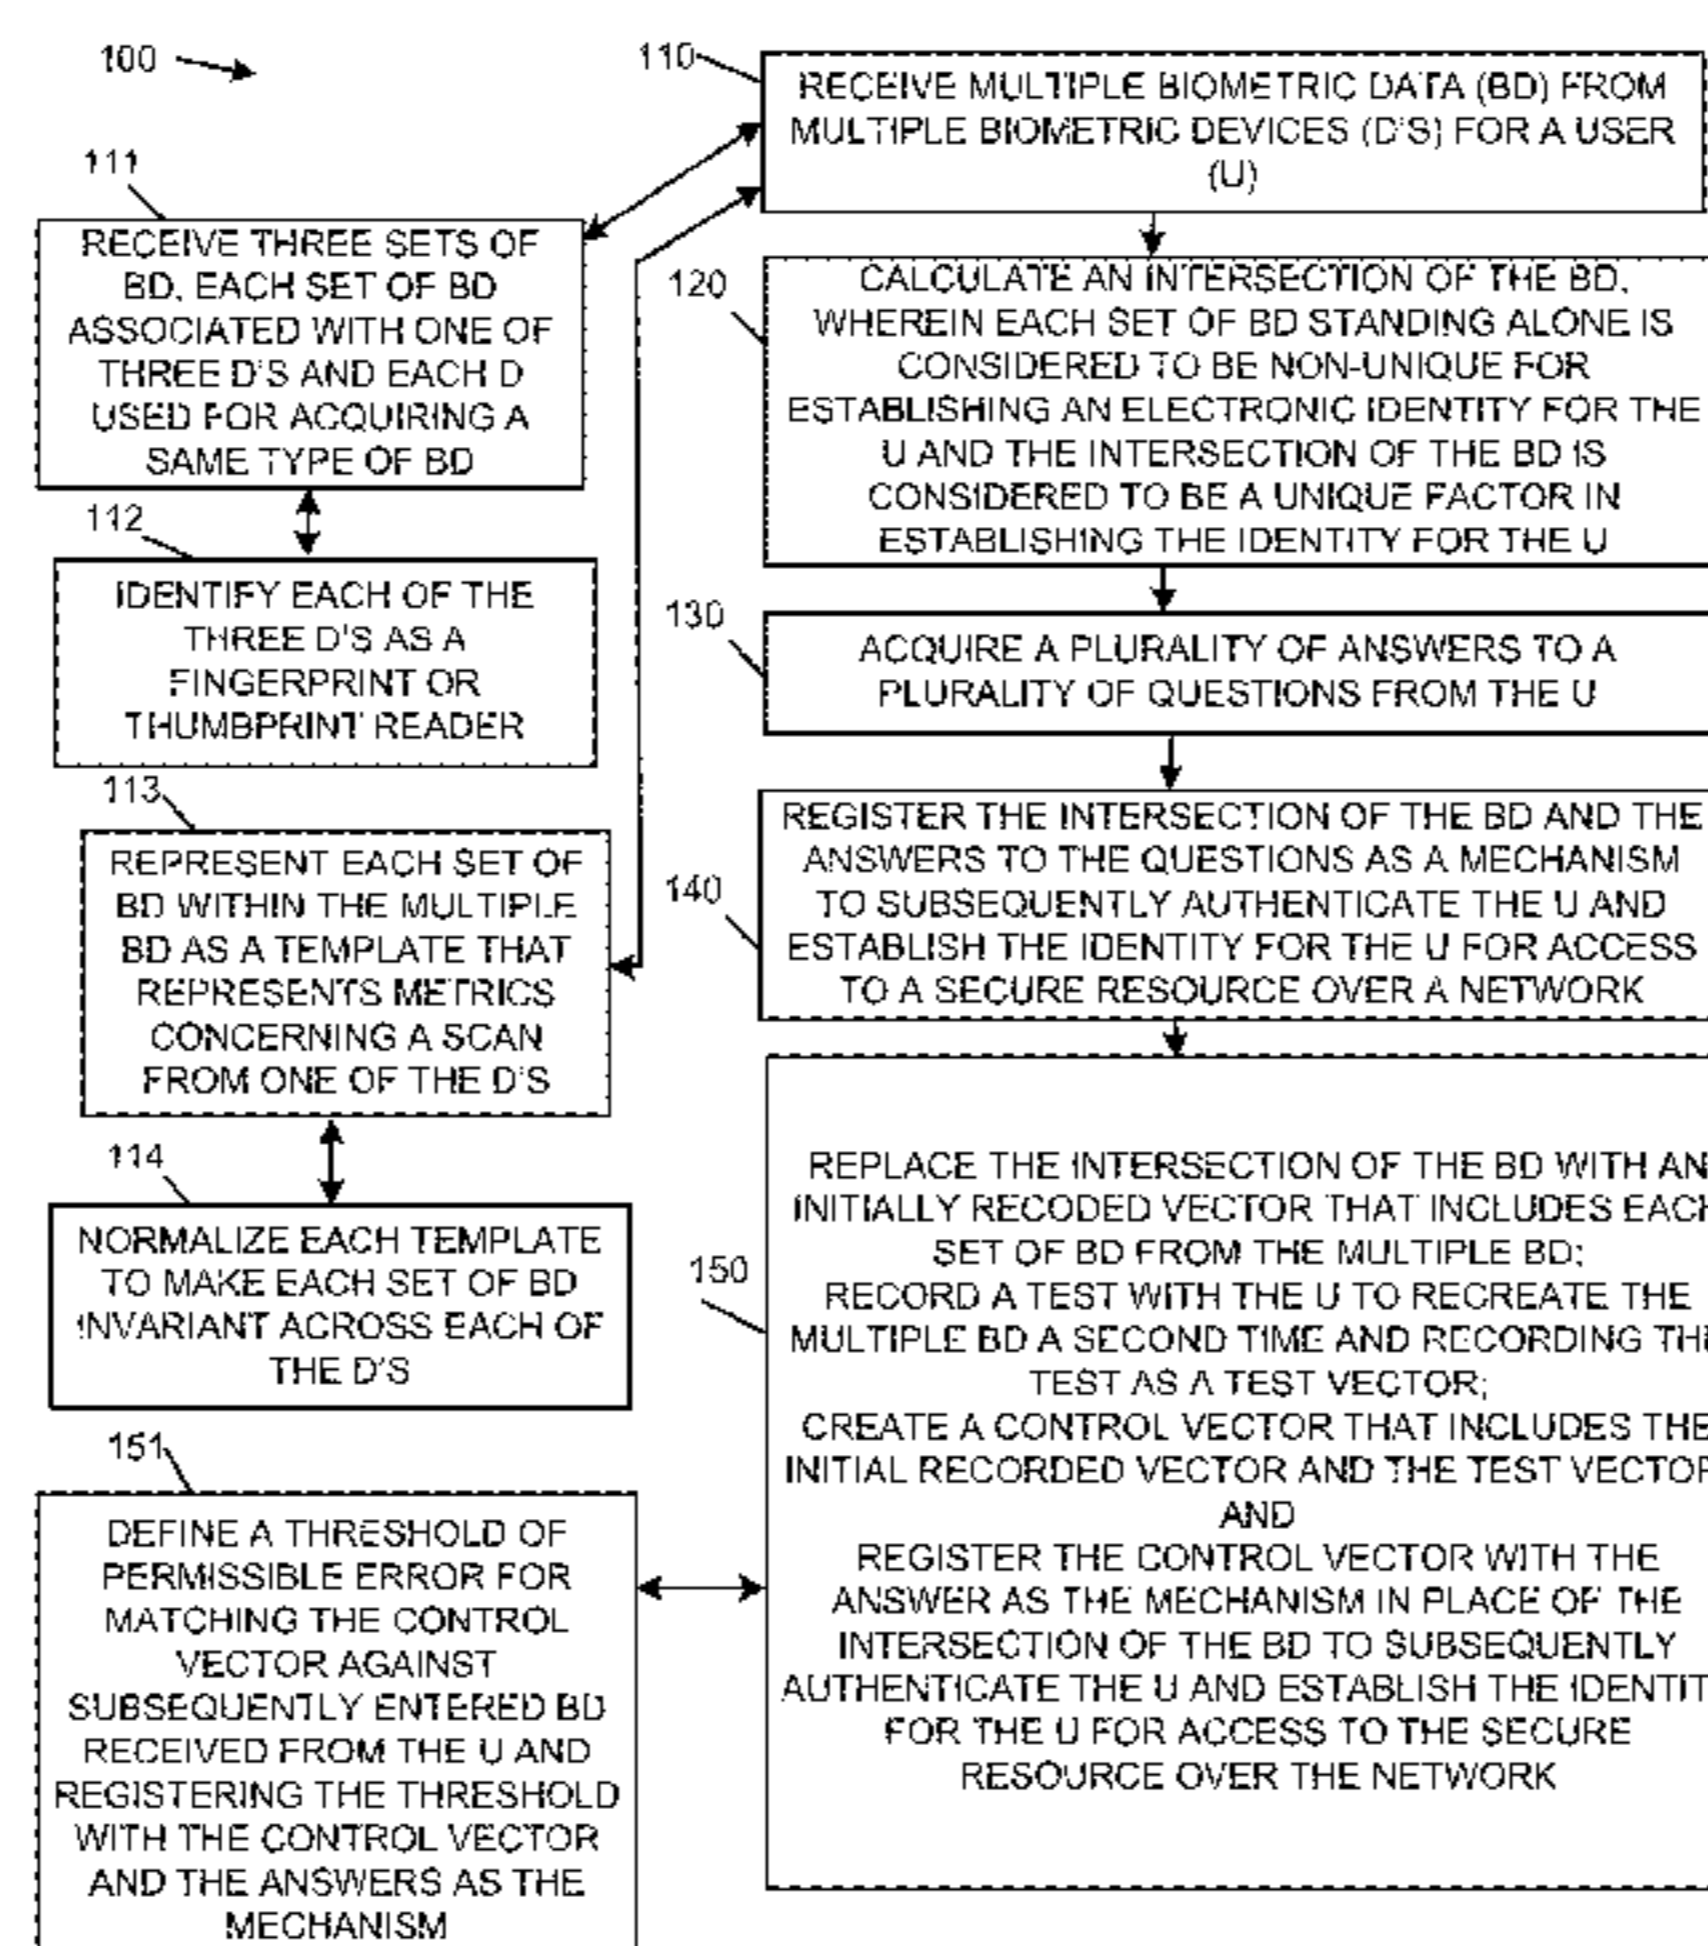 100
110
RECEIVE MULTIPLE BIOMETRIC DATA (BD) FROM
MULTIPLE BIOMETRIC DEVICES (D'S) FOR A USER
(U)
111
RECEIVE THREE SETS OF
BD, EACH SET OF BD
ASSOCIATED WITH ONE OF
THREE D'S AND EACH D
USED FOR ACQUIRING A
SAME TYPE OF BD
120
CALCULATE AN INTERSECTION OF THE BD,
WHEREIN EACH SET OF BD STANDING ALONE IS
CONSIDERED TO BE NON-UNIQUE FOR
ESTABLISHING AN ELECTRONIC IDENTITY FOR THE
U AND THE INTERSECTION OF THE BD IS
CONSIDERED TO BE A UNIQUE FACTOR IN
ESTABLISHING THE IDENTITY FOR THE U
112
IDENTIFY EACH OF THE
THREE D'S AS A
FINGERPRINT OR
THUMBPRINT READER
130
ACQUIRE A PLURALITY OF ANSWERS TO A
PLURALITY OF QUESTIONS FROM THE U
113
REPRESENT EACH SET OF
BD WITHIN THE MULTIPLE
BD AS A TEMPLATE THAT
REPRESENTS METRICS
CONCERNING A SCAN
FROM ONE OF THE D'S
140
REGISTER THE INTERSECTION OF THE BD AND THE
ANSWERS TO THE QUESTIONS AS A MECHANISM
TO SUBSEQUENTLY AUTHENTICATE THE U AND
ESTABLISH THE IDENTITY FOR THE U FOR ACCESS
TO A SECURE RESOURCE OVER A NETWORK
114
NORMALIZE EACH TEMPLATE
TO MAKE EACH SET OF BD
INVARIANT ACROSS EACH OF
THE D'S
150
REPLACE THE INTERSECTION OF THE BD WITH AN
INITIALLY RECODED VECTOR THAT INCLUDES EACH
SET OF BD FROM THE MULTIPLE BD;
RECORD A TEST WITH THE U TO RECREATE THE
MULTIPLE BD A SECOND TIME AND RECORDING THE
TEST AS A TEST VECTOR;
CREATE A CONTROL VECTOR THAT INCLUDES THE
INITIAL RECORDED VECTOR AND THE TEST VECTOR
AND
REGISTER THE CONTROL VECTOR WITH THE
ANSWER AS THE MECHANISM IN PLACE OF THE
INTERSECTION OF THE BD TO SUBSEQUENTLY
AUTHENTICATE THE U AND ESTABLISH THE IDENTIT
FOR THE U FOR ACCESS TO THE SECURE
RESOURCE OVER THE NETWORK
151
DEFINE A THRESHOLD OF
PERMISSIBLE ERROR FOR
MATCHING THE CONTROL
VECTOR AGAINST
SUBSEQUENTLY ENTERED BD
RECEIVED FROM THE U AND
REGISTERING THE THRESHOLD
WITH THE CONTROL VECTOR
AND THE ANSWERS AS THE
MECHANISM